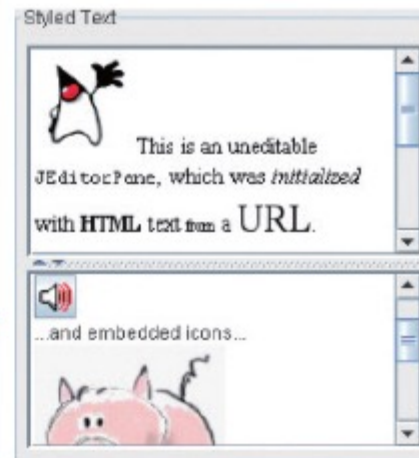 Styled Text
This is an uneditable
JEditorPane, which was initialized
with HTML text from a URL.
...and embedded icons...